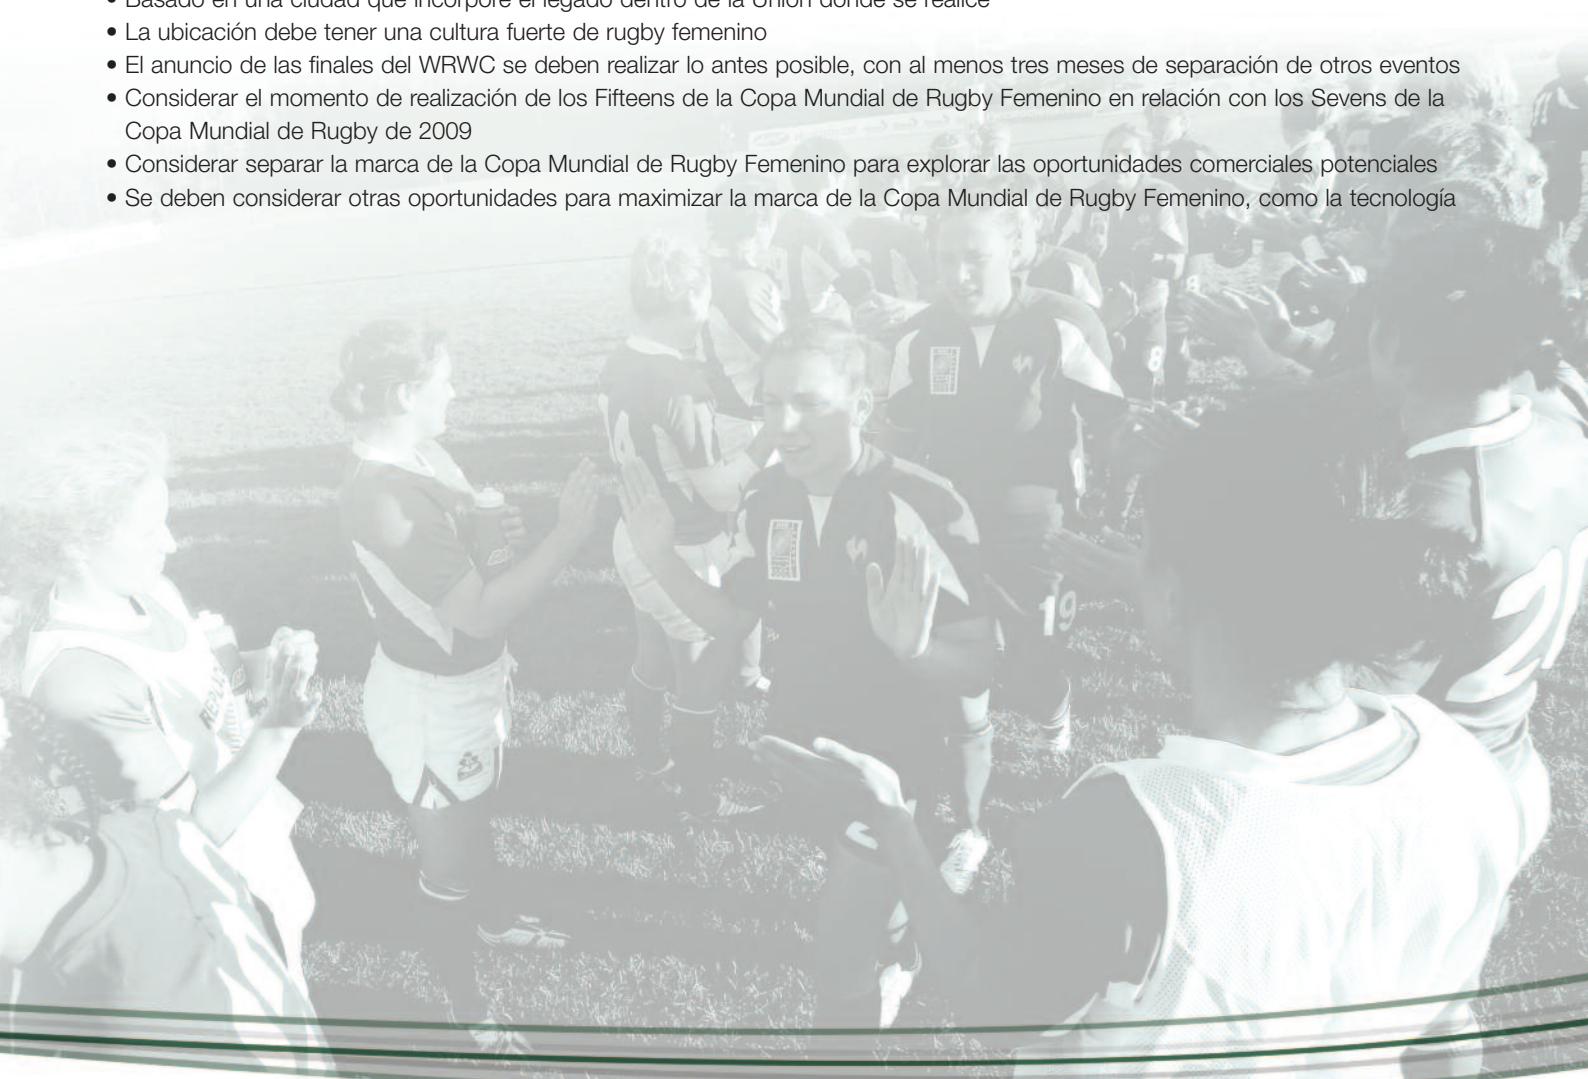 • Basado en una ciudad que incorpore el legado dentro de la Unión donde se realice
• La ubicación debe tener una cultura fuerte de rugby femenino
• El anuncio de las finales del WRWC se deben realizar lo antes posible, con al menos tres meses de separación de otros eventos
• Considerar el momento de realización de los Fifteens de la Copa Mundial de Rugby Femenino en relación con los Sevens de la
Copa Mundial de Rugby de 2009
• Considerar separar la marca de la Copa Mundial de Rugby Femenino para explorar las oportunidades comerciales potenciales
• Se deben considerar otras oportunidades para maximizar la marca de la Copa Mundial de Rugby Femenino, como la tecnología
8
19